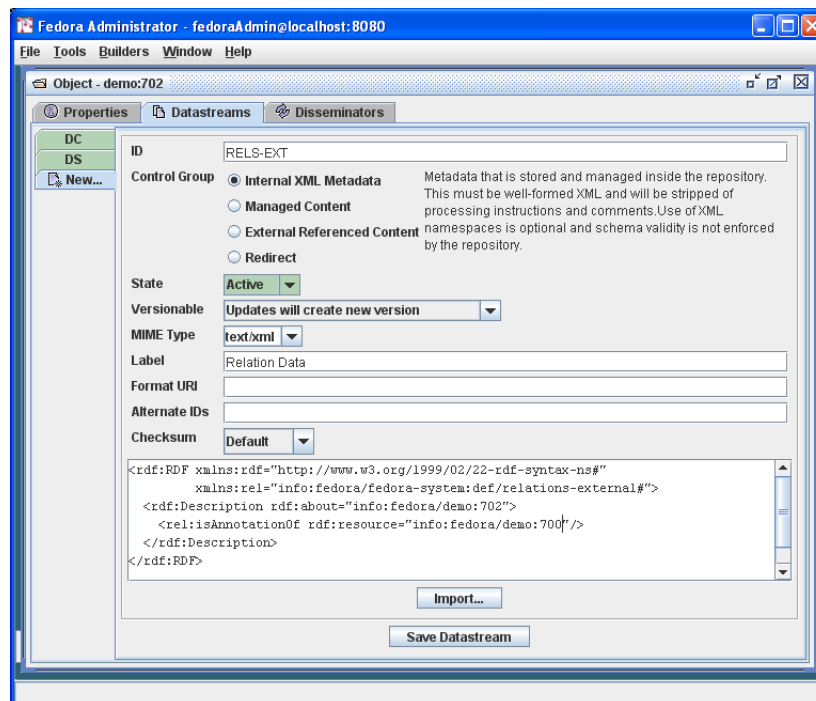 Fedora Administrator - fedoraAdmin@localhost:8080
File Tools Builders Window Help
Object - demo:702
Properties Datastreams Disseminators
DC
DS
New...
ID RELS-EXT
Control Group Internal XML Metadata
Managed Content
External Referenced Content
Redirect
Metadata that is stored and managed inside the repository.
This must be well-formed XML and will be stripped of
processing instructions and comments.Use of XML
namespaces is optional and schema validity is not enforced
by the repository.
State Active
Versionable Updates will create new version
MIME Type text/xml
Label Relation Data
Format URI
Alternate IDs
Checksum Default
<rdf:RDF xmlns:rdf="http://www.w3.org/1999/02/22-rdf-syntax-ns#"
xmlns:rel="info:fedora/fedora-system:def/relations-external#">
<rdf:Description rdf:about="info:fedora/demo:702">
<rel:isAnnotationOf rdf:resource="info:fedora/demo:700"/>
</rdf:Description>
</rdf:RDF>
Import...
Save Datastream